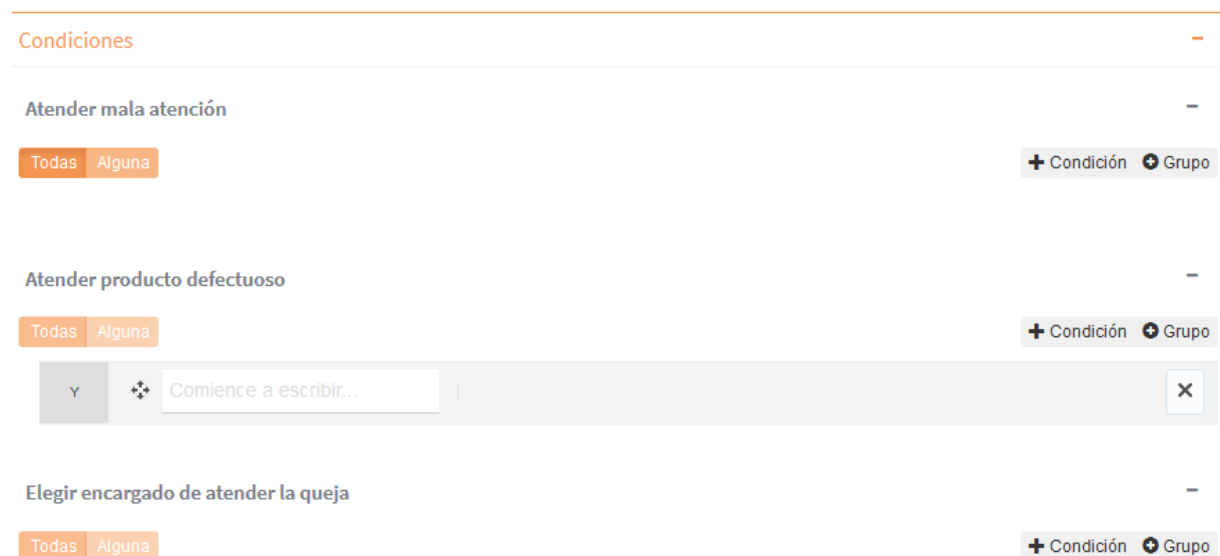 Condiciones
Atender mala atención
Todas Alguna Condición Grupo
Atender producto defectuoso
Todas Alguna Condición Grupo
Y Comience a escribir...
Elegir encargado de atender la queja
Todas Alguna Condición Grupo